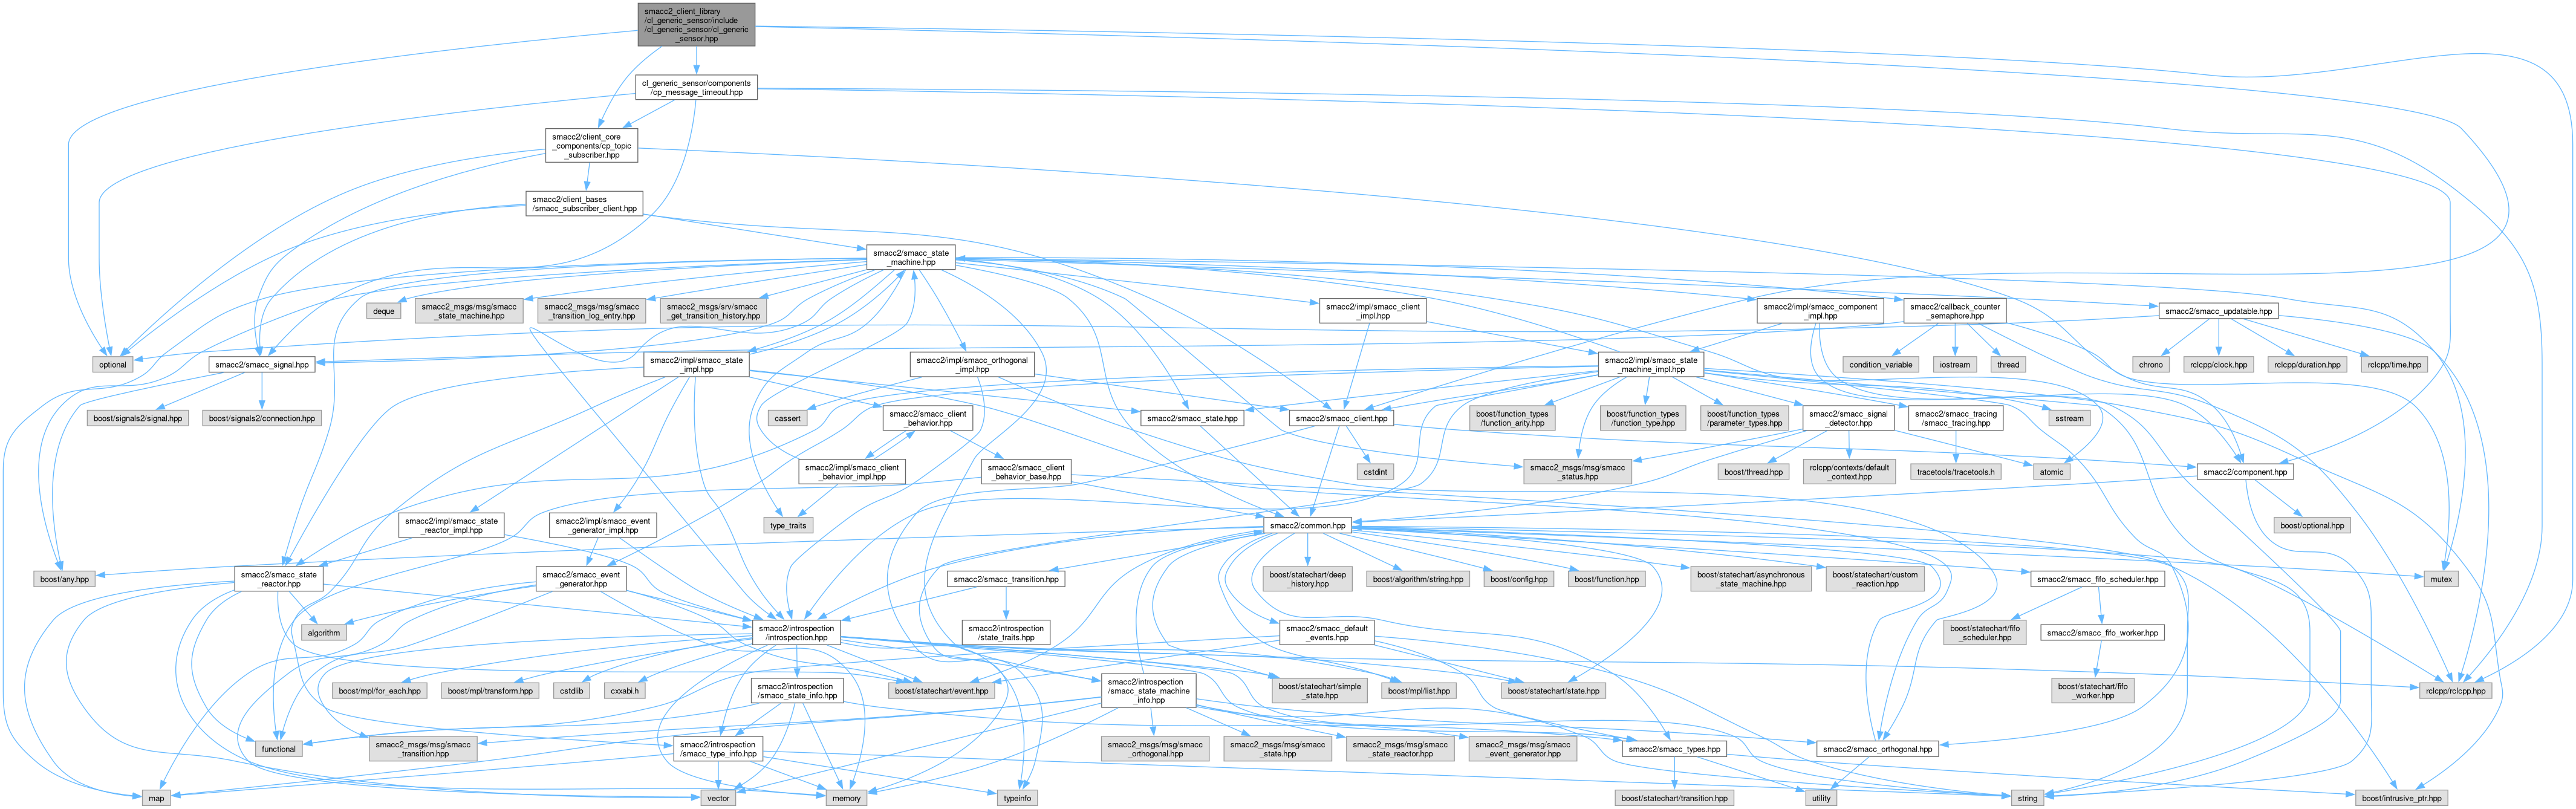 smacc2_client_library
/cl_generic_sensor/include
/cl_generic_sensor/cl_generic
_sensor.hpp
cl_generic_sensor/components
/cp_message_timeout.hpp
smacc2/client_core
_components/cp_topic
_subscriber.hpp
smacc2/client_bases
/smacc_subscriber_client.hpp
smacc2/smacc_state
_machine.hpp
deque
smacc2_msgs/msg/smacc
_state_machine.hpp
smacc2_msgs/msg/smacc
_transition_log_entry.hpp
smacc2_msgs/srv/smacc
_get_transition_history.hpp
smacc2/impl/smacc_client
_impl.hpp
smacc2/impl/smacc_component
_impl.hpp
smacc2/callback_counter
_semaphore.hpp
smacc2/smacc_updatable.hpp
optional
smacc2/smacc_signal.hpp
smacc2/impl/smacc_state
_impl.hpp
smacc2/impl/smacc_orthogonal
_impl.hpp
smacc2/impl/smacc_state
_machine_impl.hpp
condition_variable
iostream
thread
chrono
rclcpp/clock.hpp
rclcpp/duration.hpp
rclcpp/time.hpp
boost/signals2/signal.hpp
boost/signals2/connection.hpp
cassert
smacc2/smacc_client
_behavior.hpp
smacc2/smacc_state.hpp
smacc2/smacc_client.hpp
boost/function_types
/function_arity.hpp
boost/function_types
/function_type.hpp
boost/function_types
/parameter_types.hpp
smacc2/smacc_signal
_detector.hpp
smacc2/smacc_tracing
/smacc_tracing.hpp
sstream
smacc2/impl/smacc_client
_behavior_impl.hpp
smacc2/smacc_client
_behavior_base.hpp
cstdint
smacc2_msgs/msg/smacc
_status.hpp
boost/thread.hpp
rclcpp/contexts/default
_context.hpp
atomic
tracetools/tracetools.h
smacc2/component.hpp
smacc2/impl/smacc_state
_reactor_impl.hpp
smacc2/impl/smacc_event
_generator_impl.hpp
type_traits
smacc2/common.hpp
boost/optional.hpp
boost/any.hpp
smacc2/smacc_state
_reactor.hpp
smacc2/smacc_event
_generator.hpp
smacc2/smacc_transition.hpp
boost/statechart/deep
_history.hpp
boost/algorithm/string.hpp
boost/config.hpp
boost/function.hpp
boost/statechart/asynchronous
_state_machine.hpp
boost/statechart/custom
_reaction.hpp
smacc2/smacc_fifo_scheduler.hpp
mutex
algorithm
smacc2/introspection
/introspection.hpp
smacc2/introspection
/state_traits.hpp
smacc2/smacc_default
_events.hpp
boost/statechart/fifo
_scheduler.hpp
smacc2/smacc_fifo_worker.hpp
boost/mpl/for_each.hpp
boost/mpl/transform.hpp
cstdlib
cxxabi.h
smacc2/introspection
/smacc_state_info.hpp
boost/statechart/event.hpp
smacc2/introspection
/smacc_state_machine
_info.hpp
boost/statechart/simple
_state.hpp
boost/mpl/list.hpp
boost/statechart/state.hpp
boost/statechart/fifo
_worker.hpp
rclcpp/rclcpp.hpp
functional
smacc2_msgs/msg/smacc
_transition.hpp
smacc2/introspection
/smacc_type_info.hpp
smacc2_msgs/msg/smacc
_orthogonal.hpp
smacc2_msgs/msg/smacc
_state.hpp
smacc2_msgs/msg/smacc
_state_reactor.hpp
smacc2_msgs/msg/smacc
_event_generator.hpp
smacc2/smacc_types.hpp
smacc2/smacc_orthogonal.hpp
map
vector
memory
typeinfo
boost/statechart/transition.hpp
utility
string
boost/intrusive_ptr.hpp